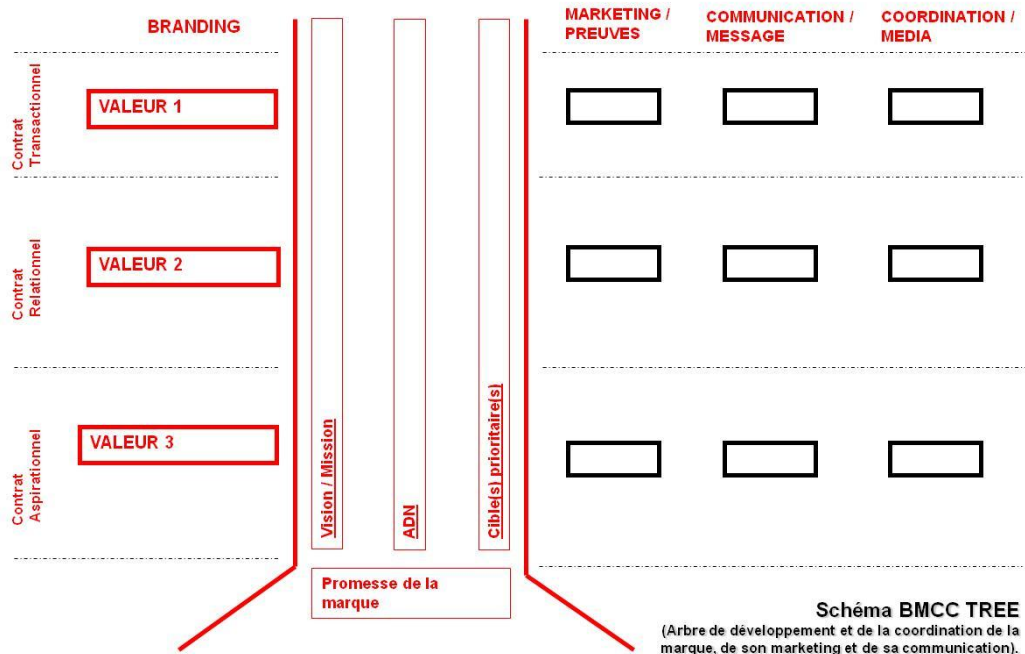 BRANDING
MARKETING /
PREUVES
COMMUNICATION /
MESSAGE
COORDINATION /
MEDIA
Contrat
Transactionnel
VALEUR 1
Contrat
Relationnel
VALEUR 2
Contrat
Aspirationnel
VALEUR 3
Vision / Mission
ADN
Cible(s) prioritaire(s)
Promesse de la
marque
Schéma BMCC TREE
(Arbre de développement et de la coordination de la
marque, de son marketing et de sa communication).